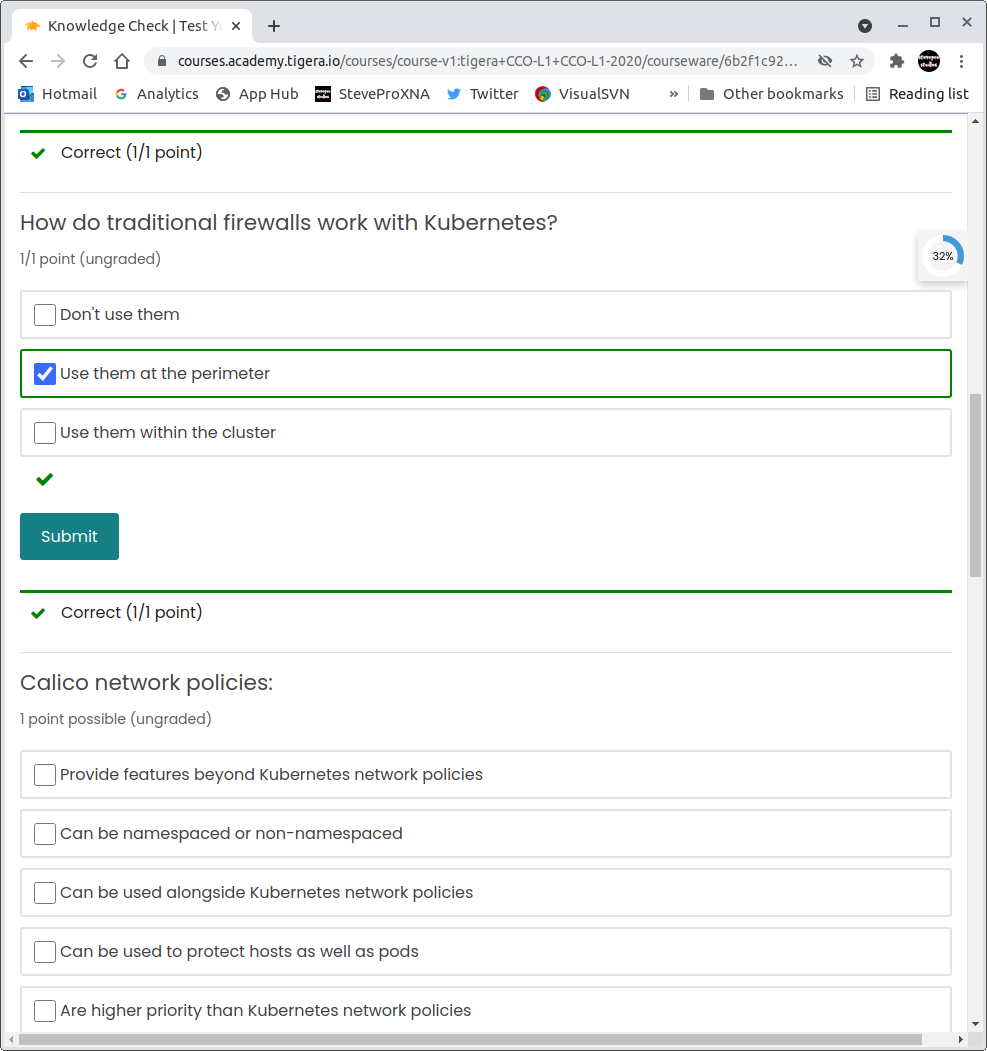 Knowledge Check | Test Yo
courses.academy.tigera.io/courses/course-v1:tigera+CCO-L1+CCO-L1-2020/courseware/6b2f1c92...
Hotmail Analytics App Hub SteveProXNA Twitter VisualSVN » Other bookmarks Reading list
Correct (1/1 point)
How do traditional firewalls work with Kubernetes?
1/1 point (ungraded)
32%
Don't use them
Use them at the perimeter
Use them within the cluster
Submit
Correct (1/1 point)
Calico network policies:
1 point possible (ungraded)
Provide features beyond Kubernetes network policies
Can be namespaced or non-namespaced
Can be used alongside Kubernetes network policies
Can be used to protect hosts as well as pods
Are higher priority than Kubernetes network policies